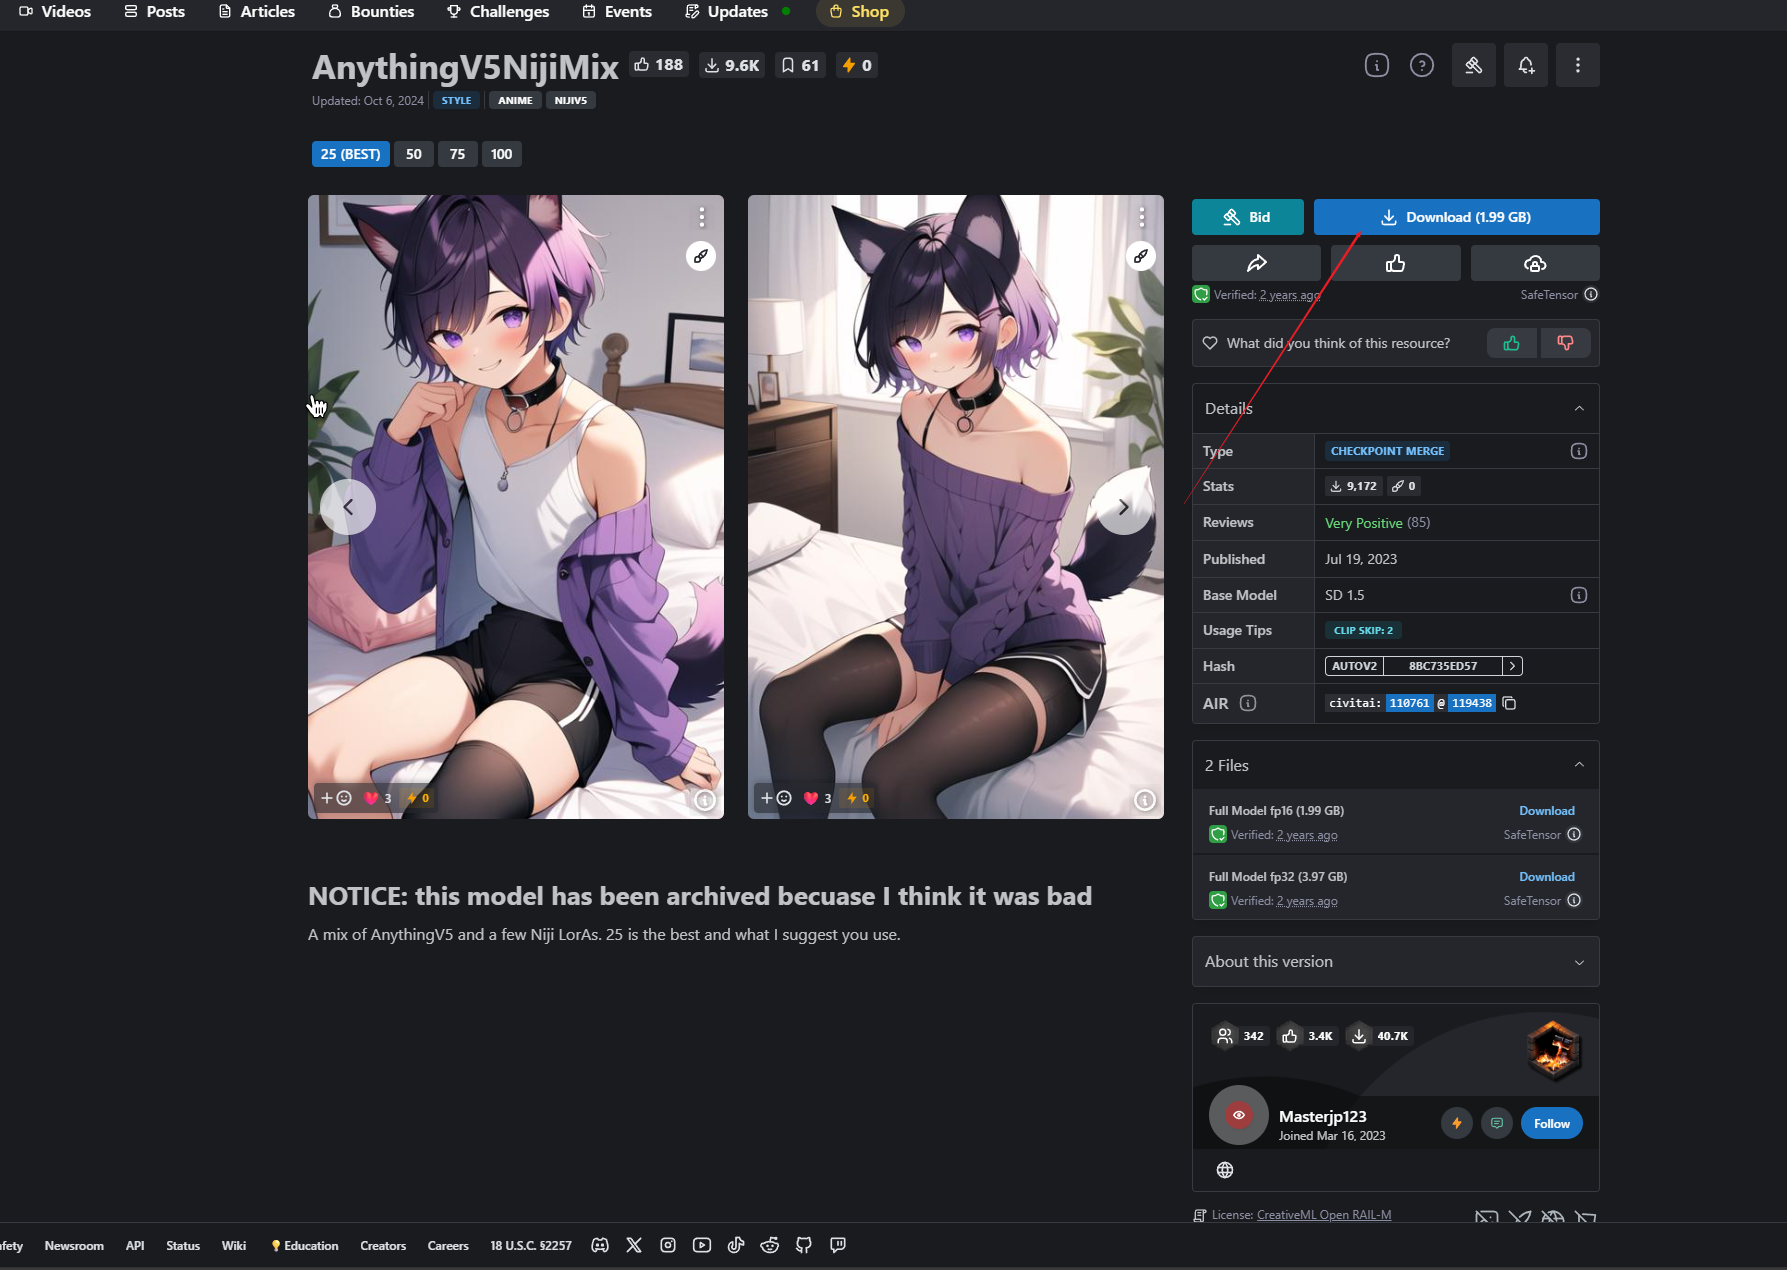 Videos Posts Articles Bounties Challenges Events Updates Shop
AnythingV5NijiMix 188 9.6K 61 0
Updated: Oct 6, 2024 STYLE ANIME NIJIV5
25 (BEST) 50 75 100
Bid Download (1.99 GB)
Verified: 2 years ago SafeTensor
What did you think of this resource?
Details
Type CHECKPOINT MERGE
Stats 9,172 0
Reviews Very Positive (85)
Published Jul 19, 2023
Base Model SD 1.5
Usage Tips CLIP SKIP: 2
Hash AUTOV2 8BC735ED57
AIR civitai: 110761 @ 119438
2 Files
Full Model fp16 (1.99 GB) Download
Verified: 2 years ago SafeTensor
Full Model fp32 (3.97 GB) Download
Verified: 2 years ago SafeTensor
About this version
3 0
3 0
NOTICE: this model has been archived becuase I think it was bad
A mix of AnythingV5 and a few Niji LorAs. 25 is the best and what I suggest you use.
342 3.4K 40.7K
Masterjp123
Joined Mar 16, 2023
Follow
License: CreativeML Open RAIL-M
afety Newsroom API Status Wiki Education Creators Careers 18 U.S.C. §2257